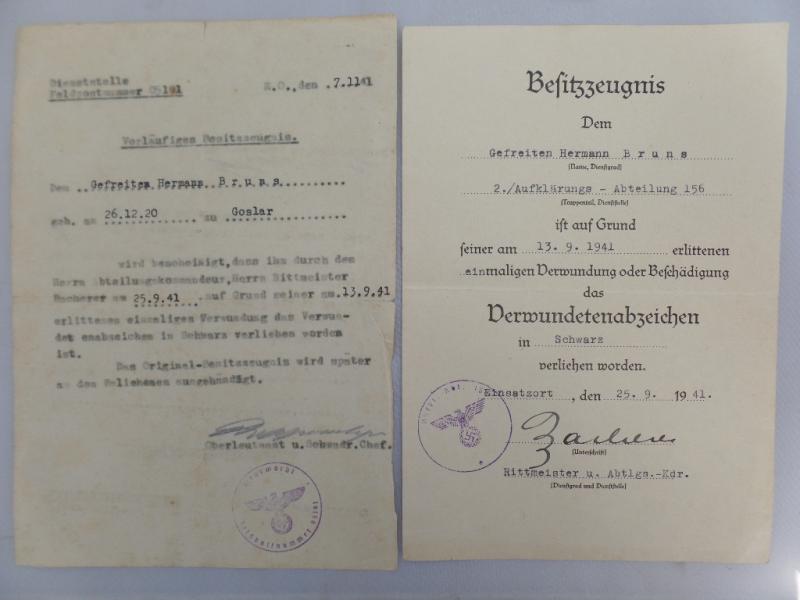 Dienststelle
Feldpostnummer 05191
K.O., den .7.1141
Vorläufiges Besitzzeugnis.
Dem ..Gefreiten Hermann B r u n s..........
geb. am 26.12.20 ...... zu Goslar............
wird bescheinigt, dass ihm durch den
Herrn Abteilungskommandeur, Herrn Rittmeister
am 25.9.41 auf Grund seiner am 13.9.41
erlittenen einmaligen Verwundung das Verwun-
det enabzeichen in Schwarz verliehen worden
ist.
Das Original-Besitzzeugnis wird später
an den ausgehändigt.
Oberleutnant u. Schwadr. Chef.
Besitzzeugnis
Dem
Gefreiten Hermann B r u n s
(Name, Dienstgrad)
2./Aufklärungs - Abteilung 156
(Truppenteil, Dienststelle)
ist auf Grund
seiner am 13. 9. 1941 erlittenen
einmaligen Verwundung oder Beschädigung
das
Verwundetenabzeichen
in Schwarz
verliehen worden.
Einsatzort , den 25. 9. 1941.
(Unterschrift)
Rittmeister u. Abtlgs.-Kdr.
(Dienstgrad und Dienststelle)